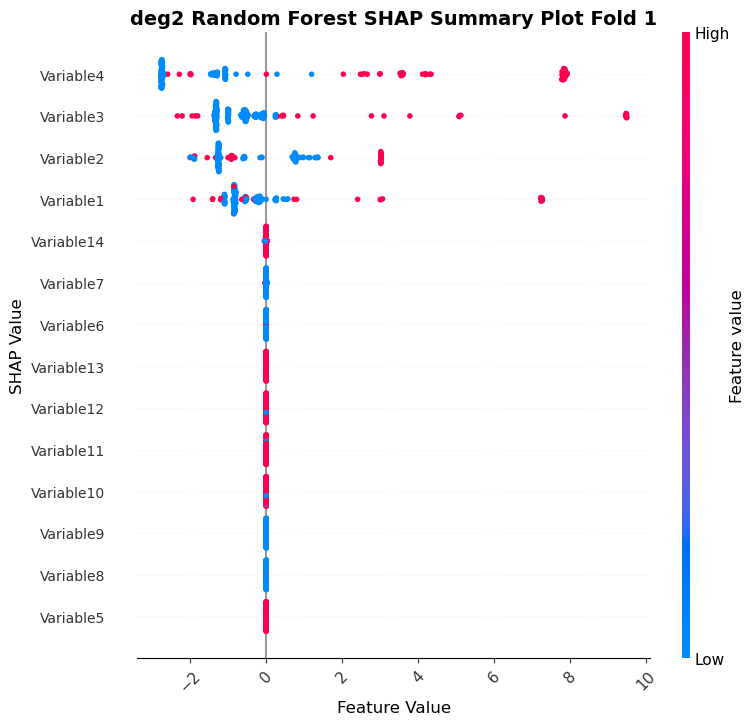 deg2 Random Forest SHAP Summary Plot Fold 1
High
Variable4
Variable3
Variable2
Variable1
Variable14
Variable7
Variable6
Variable13
Variable12
Variable11
Variable10
Variable9
Variable8
Variable5
SHAP Value
Feature value
Low
−2
0
2
4
6
8
10
Feature Value